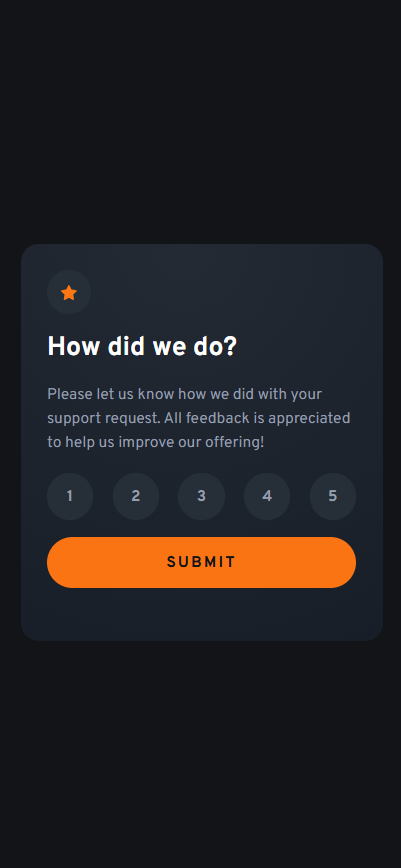 How did we do?
Please let us know how we did with your
support request. All feedback is appreciated
to help us improve our offering!
1 2 3 4 5
SUBMIT